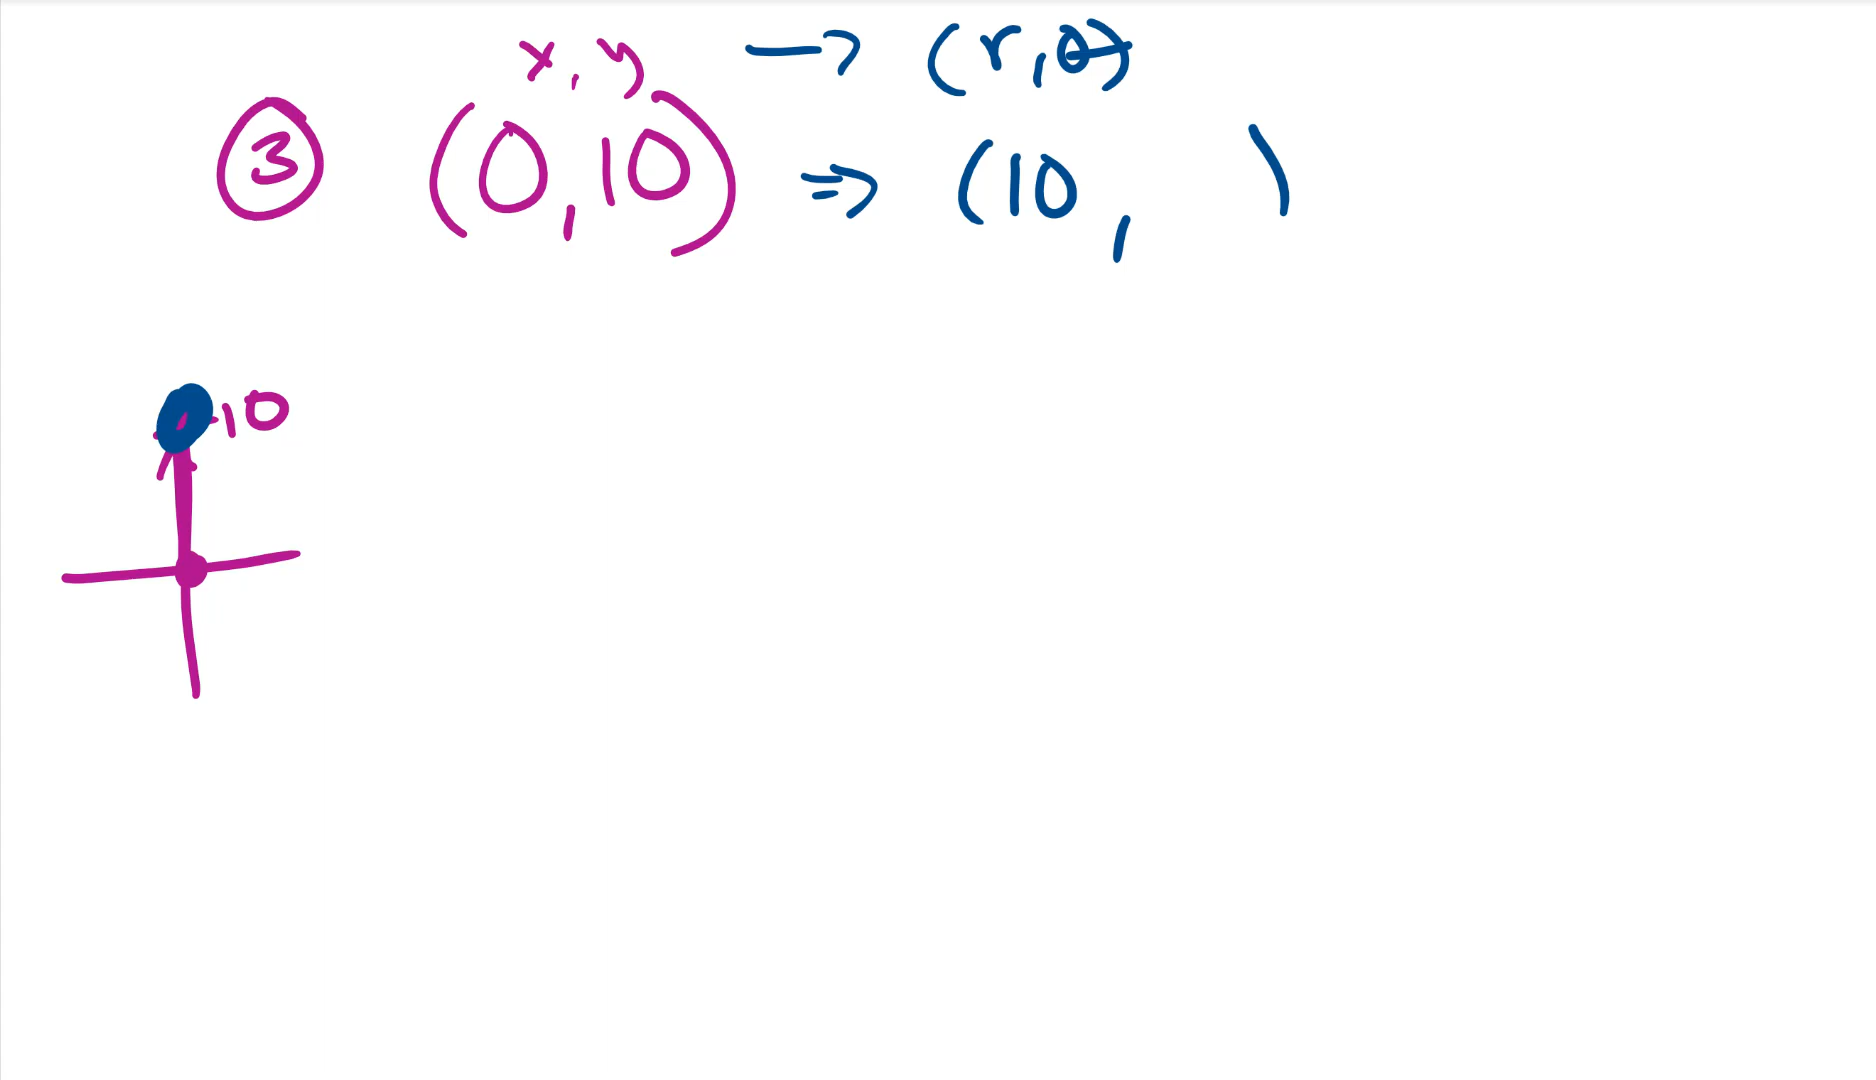 x, y → (r, θ)
③ (0, 10) ⇒ (10, )
10